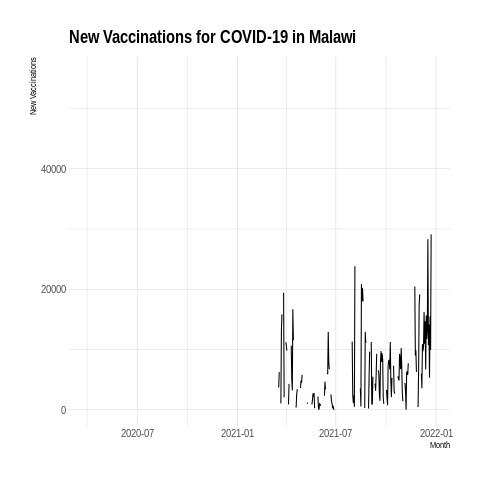 New Vaccinations for COVID-19 in Malawi
New Vaccinations
40000
20000
0
2020-07 2021-01 2021-07 2022-01
Month